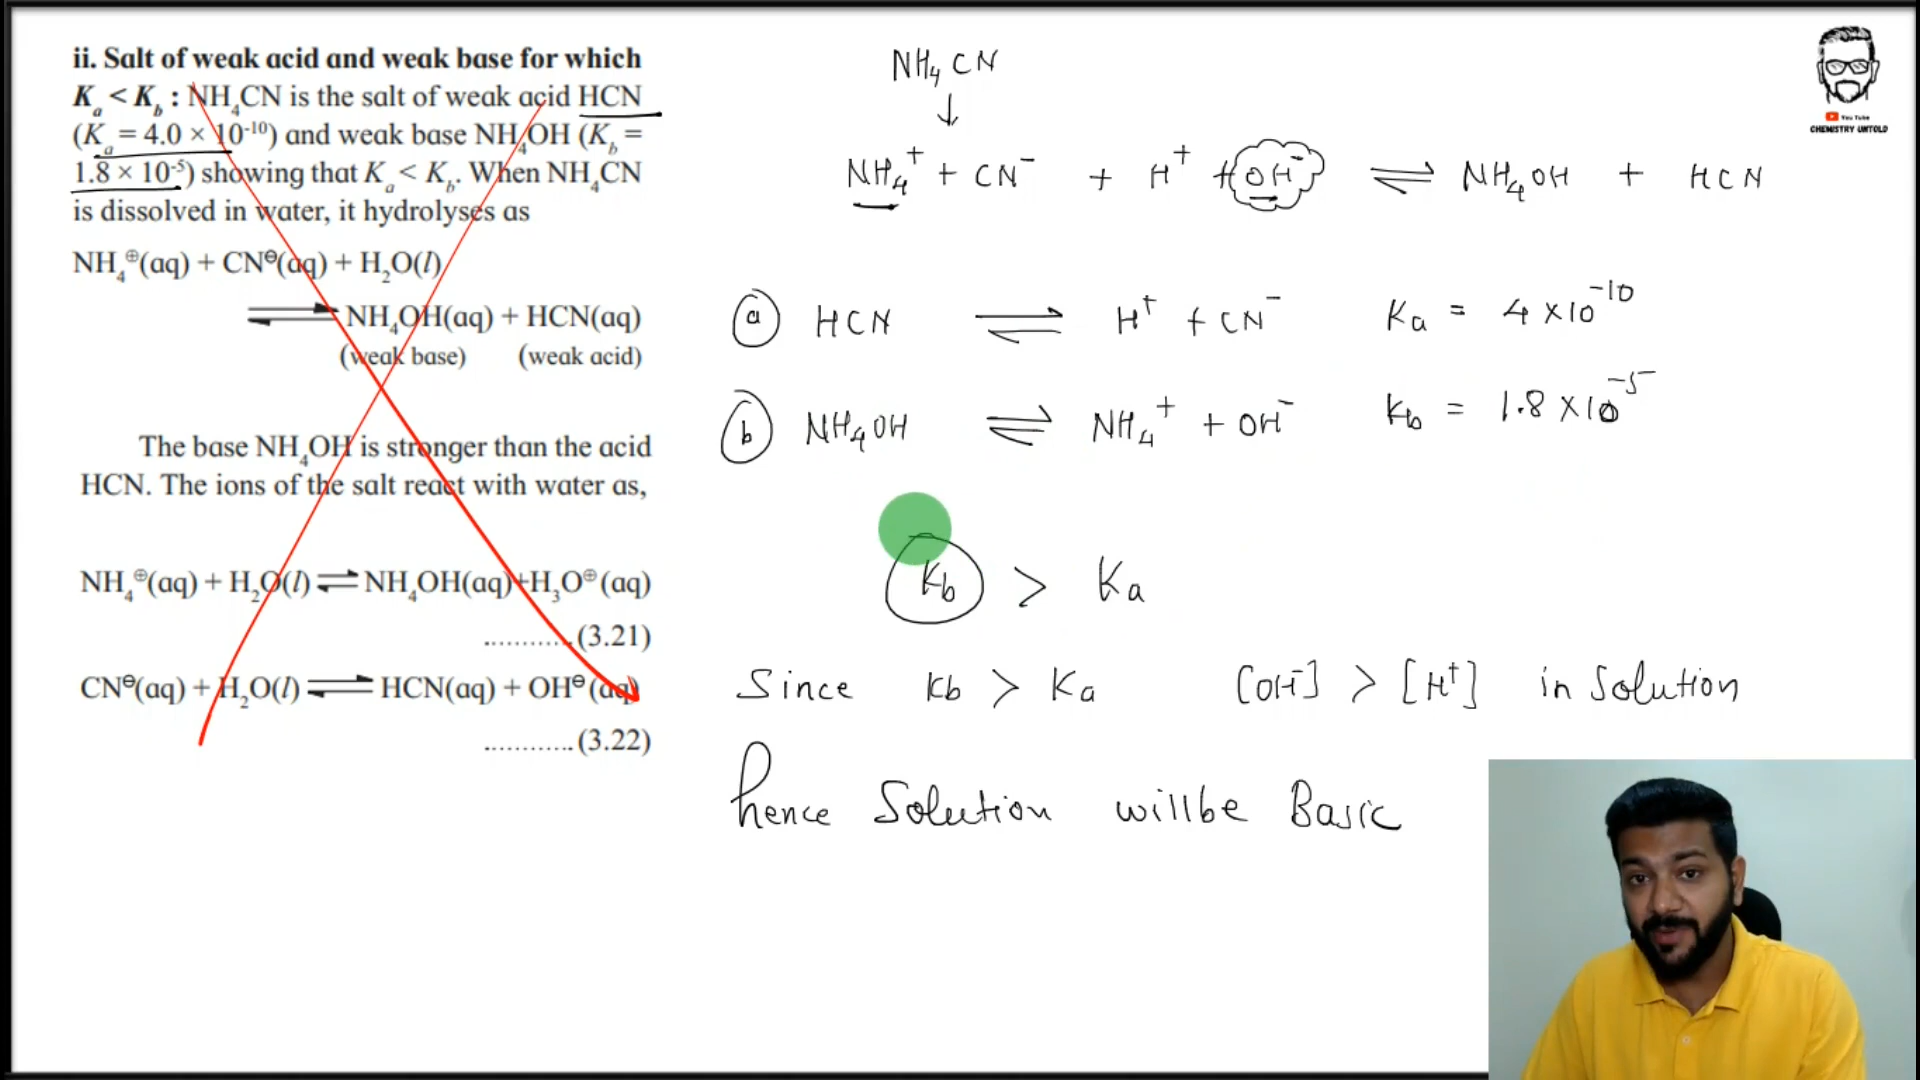 ii. Salt of weak acid and weak base for which
Ka < Kb : NH4CN is the salt of weak acid HCN
(Ka = 4.0 × 10-10) and weak base NH4OH (Kb =
1.8 × 10-5) showing that Ka < Kb. When NH4CN
is dissolved in water, it hydrolyses as
NH4⊕(aq) + CN⊖(aq) + H2O(l)
⇌ NH4OH(aq) + HCN(aq)
(weak base) (weak acid)
The base NH4OH is stronger than the acid
HCN. The ions of the salt react with water as,
NH4⊕(aq) + H2O(l) ⇌ NH4OH(aq)+H3O⊕(aq)
............(3.21)
CN⊖(aq) + H2O(l) ⇌ HCN(aq) + OH⊖(aq)
............(3.22)
NH4CN
↓
NH4+ + CN- + H+ + OH- ⇌ NH4OH + HCN
a HCN ⇌ H+ + CN- Ka = 4 ×10-10
b NH4OH ⇌ NH4+ + OH- Kb = 1.8 ×10-5
Kb > Ka
Since Kb > Ka [OH-] > [H+] in solution
hence Solution will be Basic
You Tube
CHEMISTRY UNTOLD